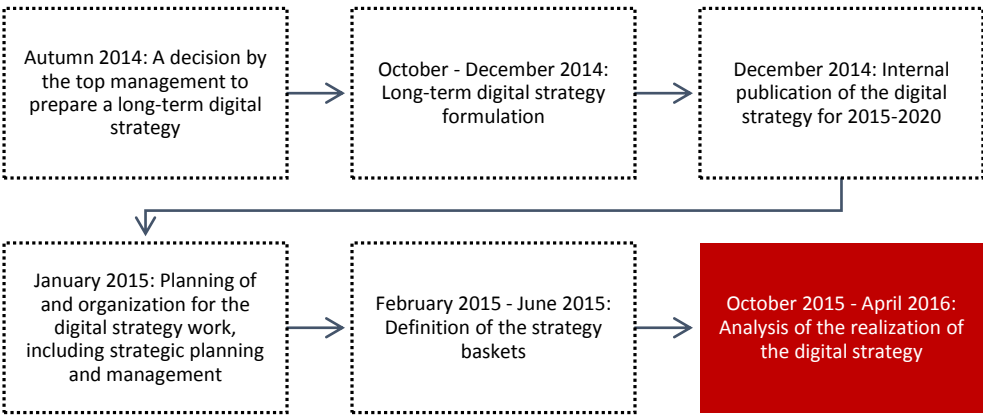 Autumn 2014: A decision by
the top management to
prepare a long-term digital
strategy
October - December 2014:
Long-term digital strategy
formulation
December 2014: Internal
publication of the digital
strategy for 2015-2020
January 2015: Planning of
and organization for the
digital strategy work,
including strategic planning
and management
February 2015 - June 2015:
Definition of the strategy
baskets
October 2015 - April 2016:
Analysis of the realization of
the digital strategy